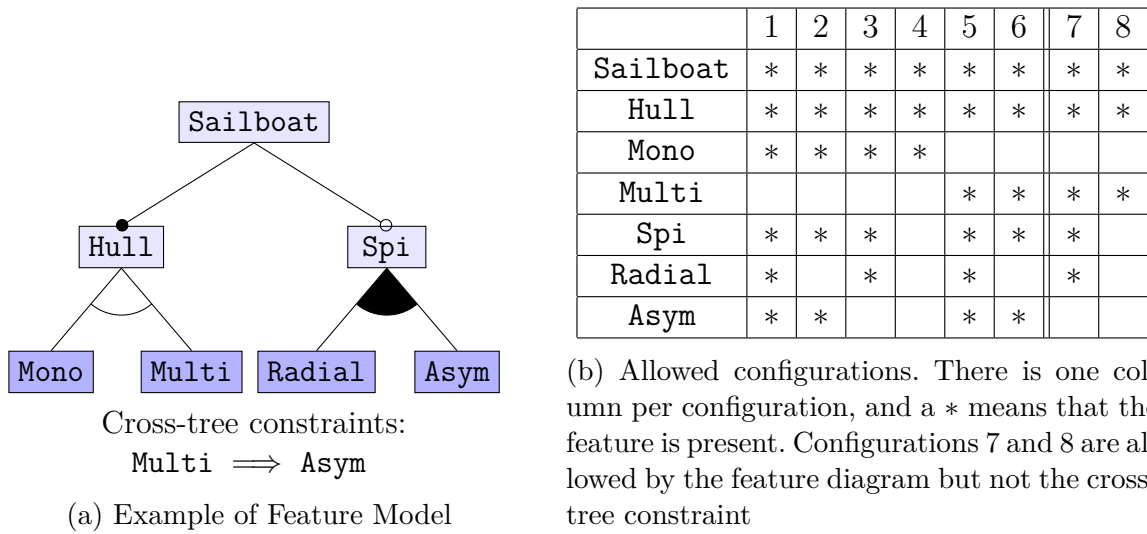 Sailboat
Hull Spi
Mono Multi Radial Asym
Cross-tree constraints:
Multi ⟹ Asym
(a) Example of Feature Model
1 2 3 4 5 6 7 8
Sailboat * * * * * * * *
Hull * * * * * * * *
Mono * * * *
Multi * * * *
Spi * * * * * * *
Radial * * * *
Asym * * * *
(b) Allowed configurations. There is one col
umn per configuration, and a * means that the
feature is present. Configurations 7 and 8 are al
lowed by the feature diagram but not the cross
tree constraint